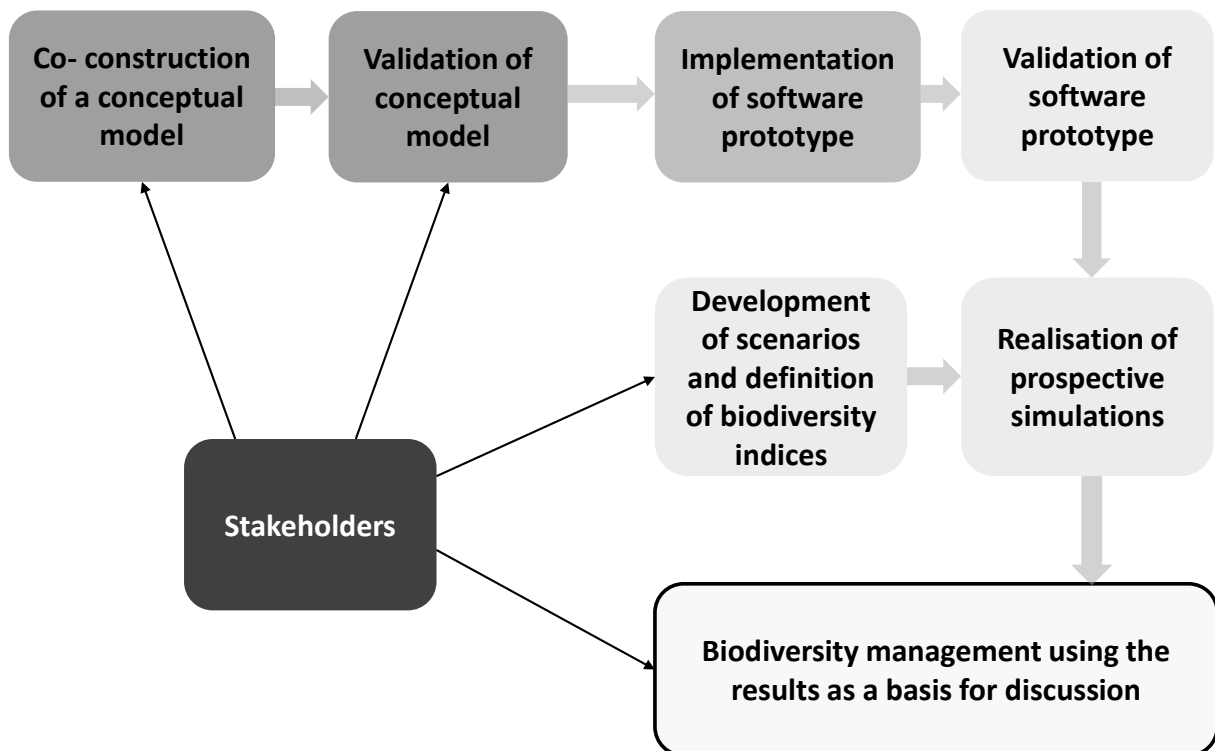 Co- construction
of a conceptual
model
Validation of
conceptual
model
Implementation
of software
prototype
Validation of
software
prototype
Development
of scenarios
and definition
of biodiversity
indices
Realisation of
prospective
simulations
Stakeholders
Biodiversity management using the
results as a basis for discussion